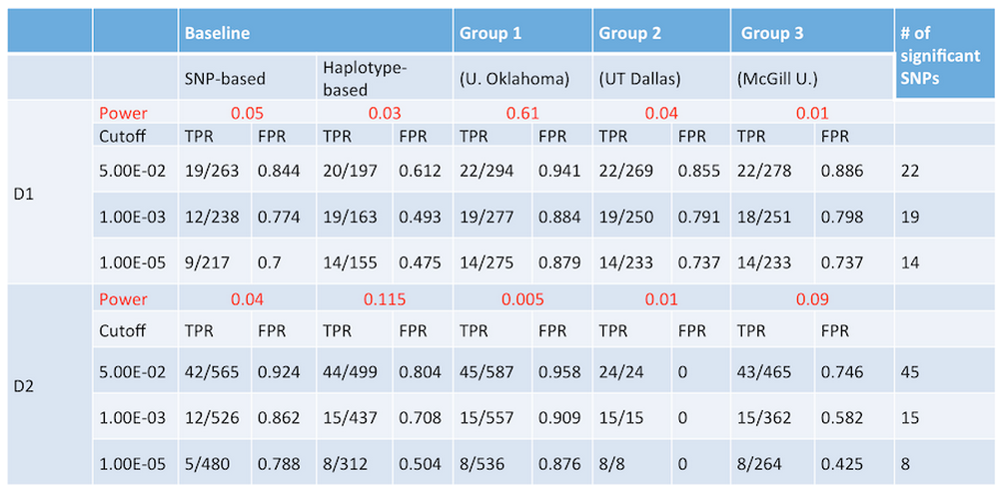 Baseline Group 1 Group 2 Group 3 # of significant SNPs
SNP-based Haplotype-based (U. Oklahoma) (UT Dallas) (McGill U.)
D1
Power 0.05 0.03 0.61 0.04 0.01
Cutoff TPR FPR TPR FPR TPR FPR TPR FPR TPR FPR
5.00E-02 19/263 0.844 20/197 0.612 22/294 0.941 22/269 0.855 22/278 0.886 22
1.00E-03 12/238 0.774 19/163 0.493 19/277 0.884 19/250 0.791 18/251 0.798 19
1.00E-05 9/217 0.7 14/155 0.475 14/275 0.879 14/233 0.737 14/233 0.737 14
D2
Power 0.04 0.115 0.005 0.01 0.09
Cutoff TPR FPR TPR FPR TPR FPR TPR FPR TPR FPR
5.00E-02 42/565 0.924 44/499 0.804 45/587 0.958 24/24 0 43/465 0.746 45
1.00E-03 12/526 0.862 15/437 0.708 15/557 0.909 15/15 0 15/362 0.582 15
1.00E-05 5/480 0.788 8/312 0.504 8/536 0.876 8/8 0 8/264 0.425 8